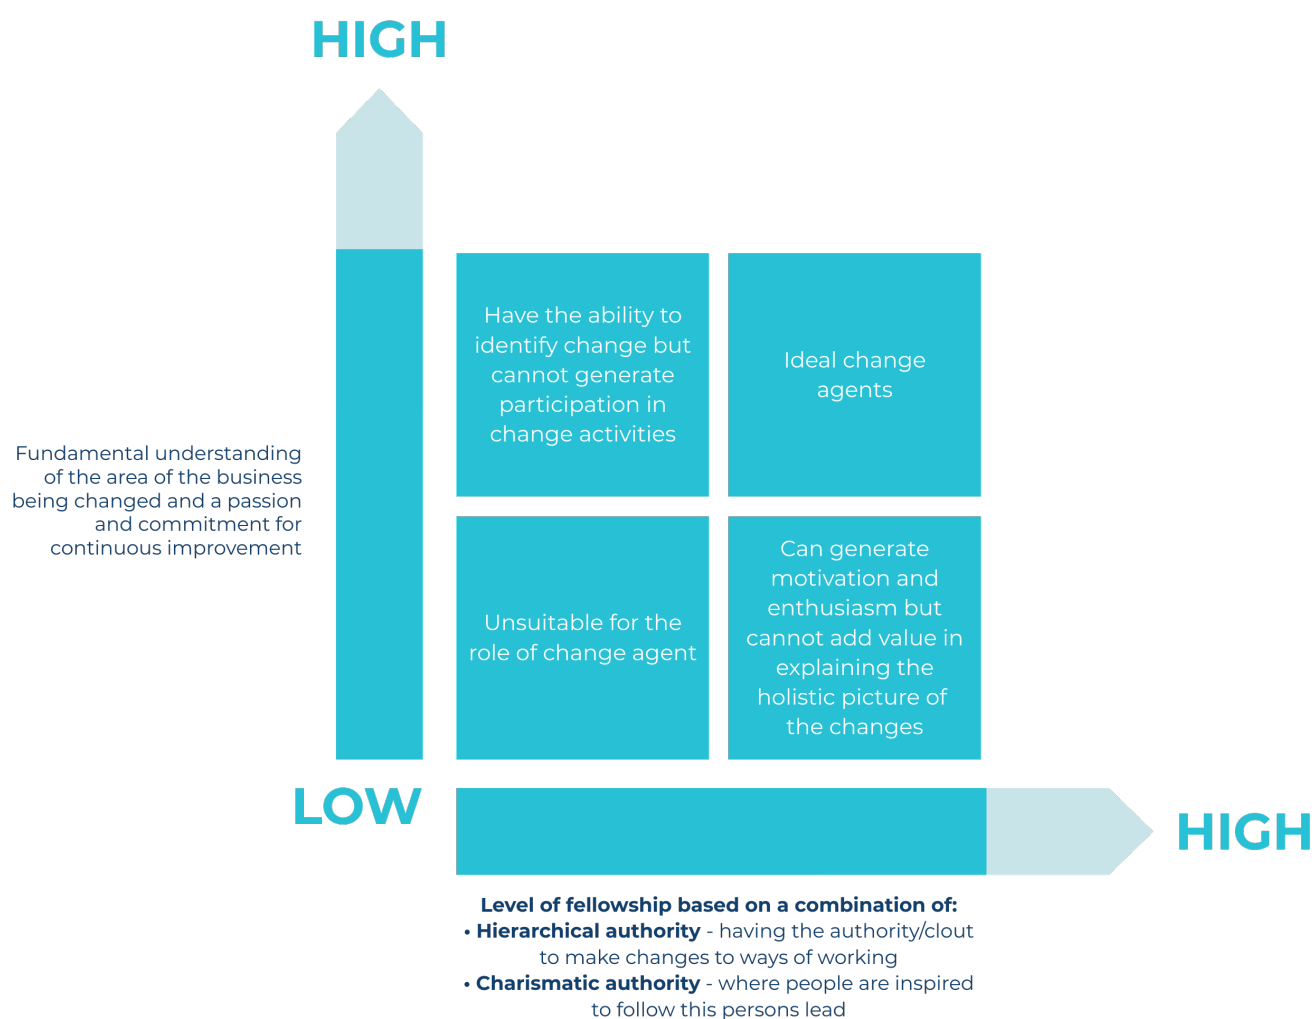 HIGH
Have the ability to
identify change but
cannot generate
participation in
change activities
Ideal change
agents
Fundamental understanding
of the area of the business
being changed and a passion
and commitment for
continuous improvement
Unsuitable for the
role of change agent
Can generate
motivation and
enthusiasm but
cannot add value in
explaining the
holistic picture of
the changes
LOW
HIGH
Level of fellowship based on a combination of:
• Hierarchical authority - having the authority/clout
to make changes to ways of working
• Charismatic authority - where people are inspired
to follow this persons lead